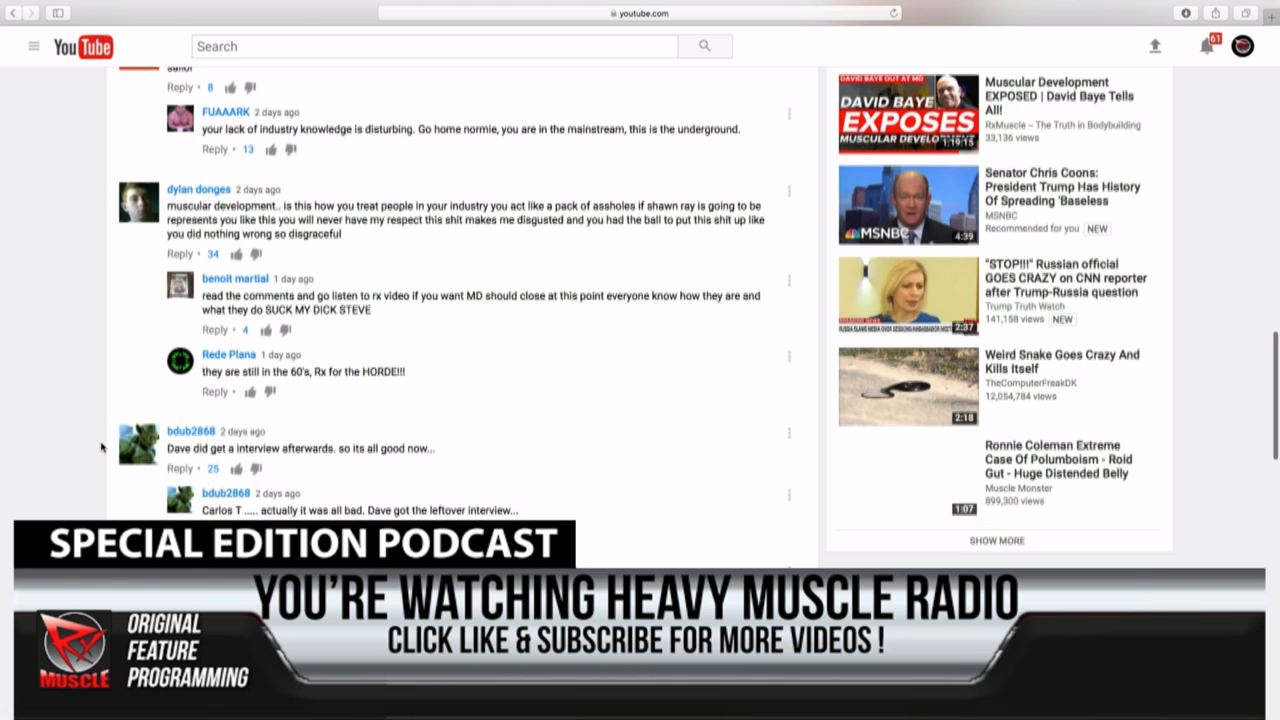 youtube.com
YouTube
Search
61
Reply • 8
FUAAARK 2 days ago
your lack of industry knowledge is disturbing. Go home normie, you are in the mainstream, this is the underground.
Reply • 13
dylan donges 2 days ago
muscular development.. is this how you treat people in your industry you act like a pack of assholes if shawn ray is going to be
represents you like this you will never have my respect this shit makes me disgusted and you had the ball to put this shit up like
you did nothing wrong so disgraceful
Reply • 34
benoit martial 1 day ago
read the comments and go listen to rx video if you want MD should close at this point everyone know how they are and
what they do SUCK MY DICK STEVE
Reply • 4
Rede Plana 1 day ago
they are still in the 60's, Rx for the HORDE!!!
Reply •
bdub2868 2 days ago
Dave did get a interview afterwards. so its all good now...
Reply • 25
bdub2868 2 days ago
Carlos T ..... actually it was all bad. Dave got the leftover interview...
DAVID BAYE OUT AT MD
DAVID BAYE
EXPOSES
MUSCULAR
1:19:15
Muscular Development
EXPOSED | David Baye Tells
All!
RxMuscle – The Truth in Bodybuilding
33,136 views
MSNBC
4:39
Senator Chris Coons:
President Trump Has History
Of Spreading 'Baseless
MSNBC
Recommended for you NEW
2:37
"STOP!!!" Russian official
GOES CRAZY on CNN reporter
after Trump-Russia question
Trump Truth Watch
141,158 views NEW
2:18
Weird Snake Goes Crazy And
Kills Itself
TheComputerFreakDK
12,054,784 views
1:07
Ronnie Coleman Extreme
Case Of Polumboism - Roid
Gut - Huge Distended Belly
Muscle Monster
899,300 views
SHOW MORE
SPECIAL EDITION PODCAST
YOU'RE WATCHING HEAVY MUSCLE RADIO
CLICK LIKE & SUBSCRIBE FOR MORE VIDEOS !
MUSCLE
ORIGINAL
FEATURE
PROGRAMMING